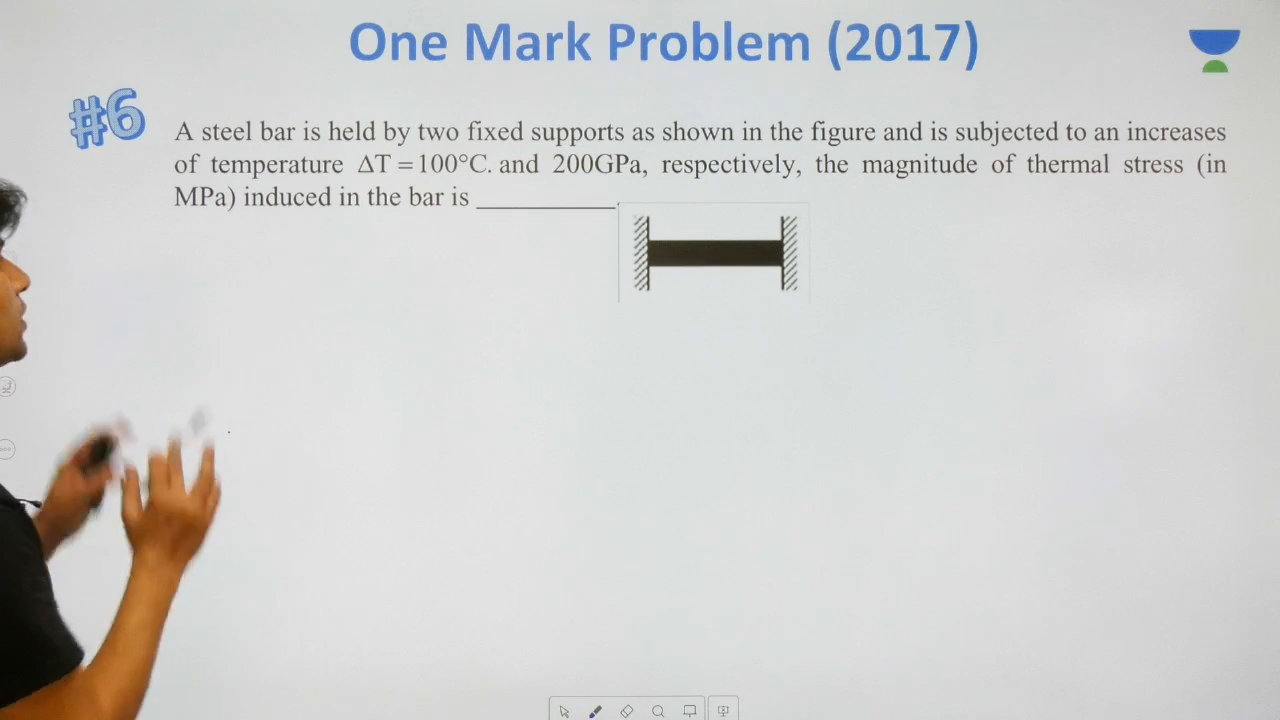 One Mark Problem (2017)
#6
A steel bar is held by two fixed supports as shown in the figure and is subjected to an increases
of temperature ΔT = 100°C. and 200GPa, respectively, the magnitude of thermal stress (in
MPa) induced in the bar is __________.